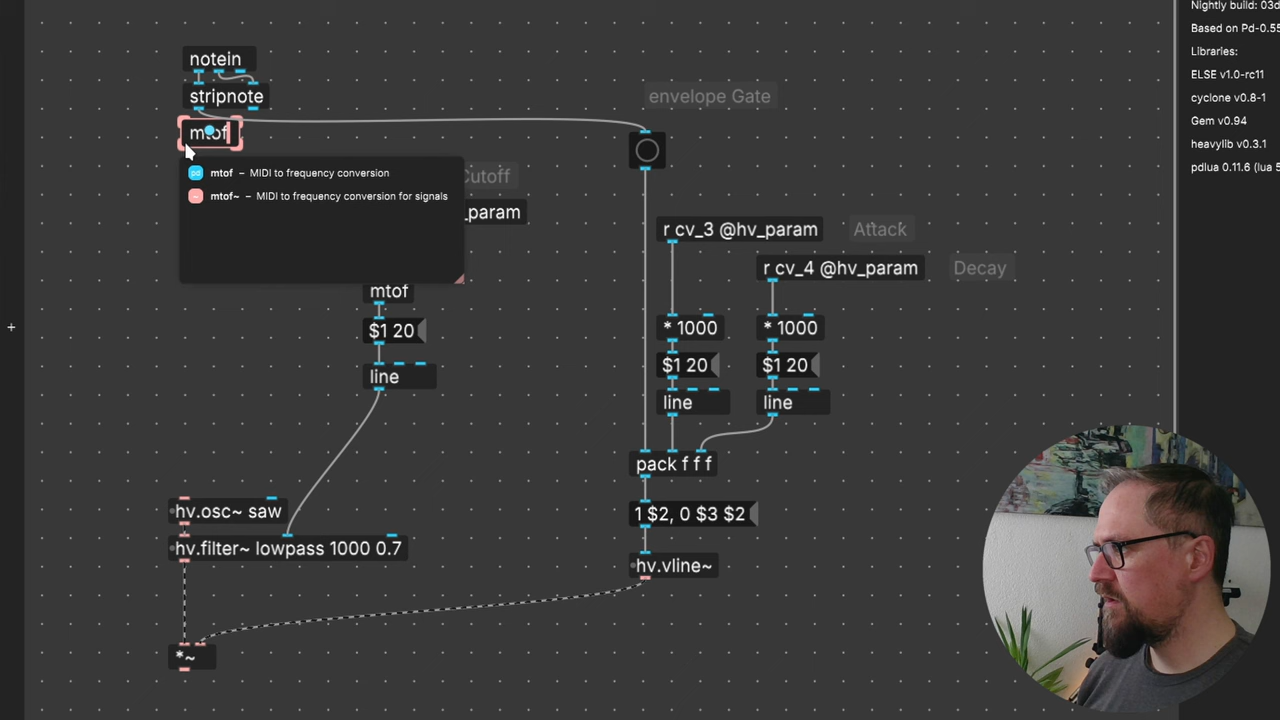 notein
stripnote
mtof
mtof – MIDI to frequency conversion
mtof~ – MIDI to frequency conversion for signals
Cutoff
_param
mtof
$1 20
line
hv.osc~ saw
hv.filter~ lowpass 1000 0.7
*~
envelope Gate
r cv_3 @hv_param
Attack
r cv_4 @hv_param
Decay
* 1000
* 1000
$1 20
$1 20
line
line
pack f f f
1 $2, 0 $3 $2
hv.vline~
Nightly build: 03d
Based on Pd-0.55
Libraries:
ELSE v1.0-rc11
cyclone v0.8-1
Gem v0.94
heavylib v0.3.1
pdlua 0.11.6 (lua 5